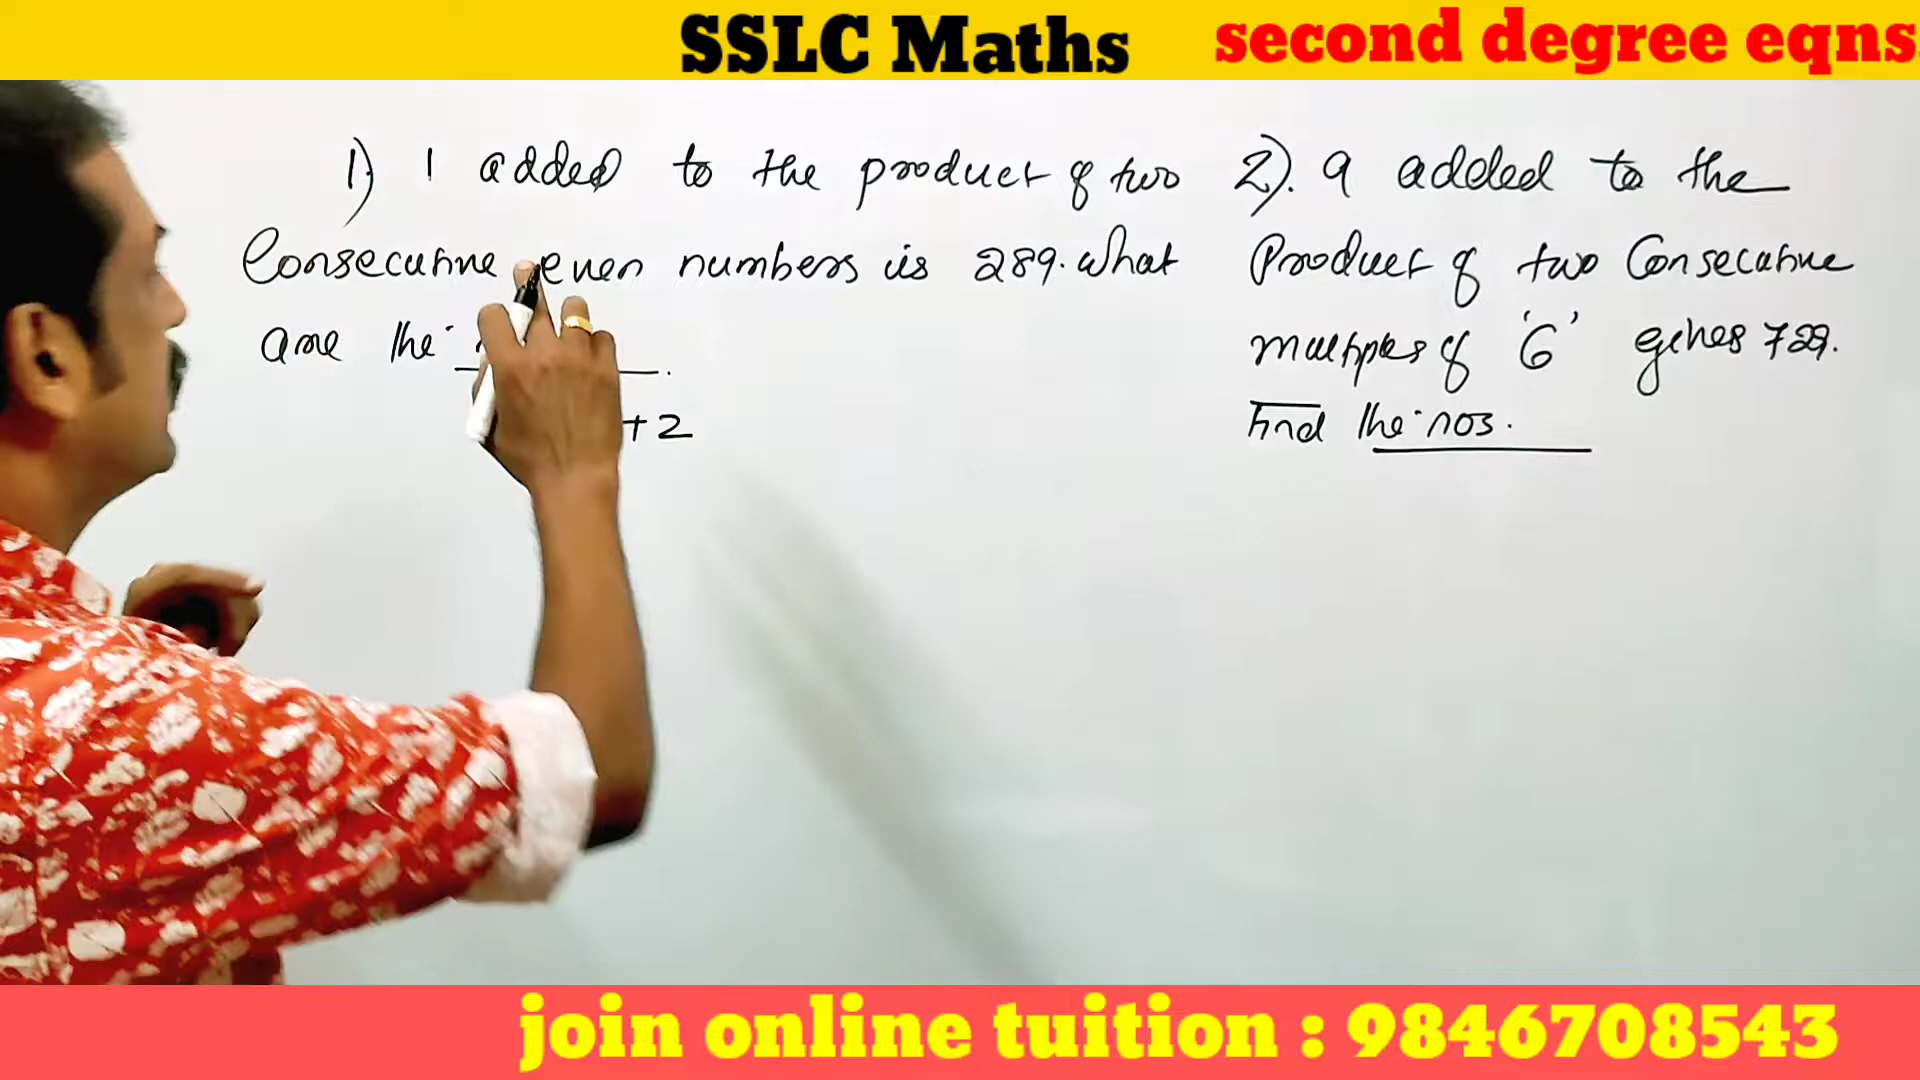 SSLC Maths
second degree eqns
1) 1 added to the product of two
Consecutive even numbers is 289. what
are the
+2
2). 9 added to the
Product of two Consecutive
multiples of '6' gives 729.
Find the nos.
join online tuition : 9846708543